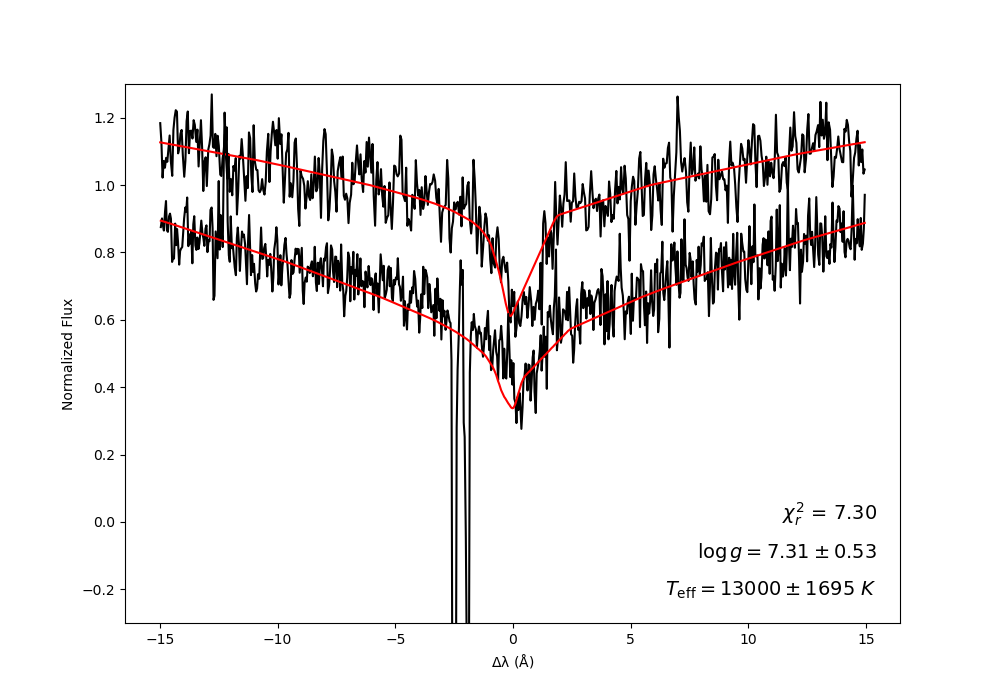 1.2
1.0
0.8
0.6
0.4
0.2
0.0
−0.2
Normalized Flux
χ²ᵣ = 7.30
log g = 7.31 ± 0.53
T_eff = 13000 ± 1695 K
−15 −10 −5 0 5 10 15
Δλ (Å)